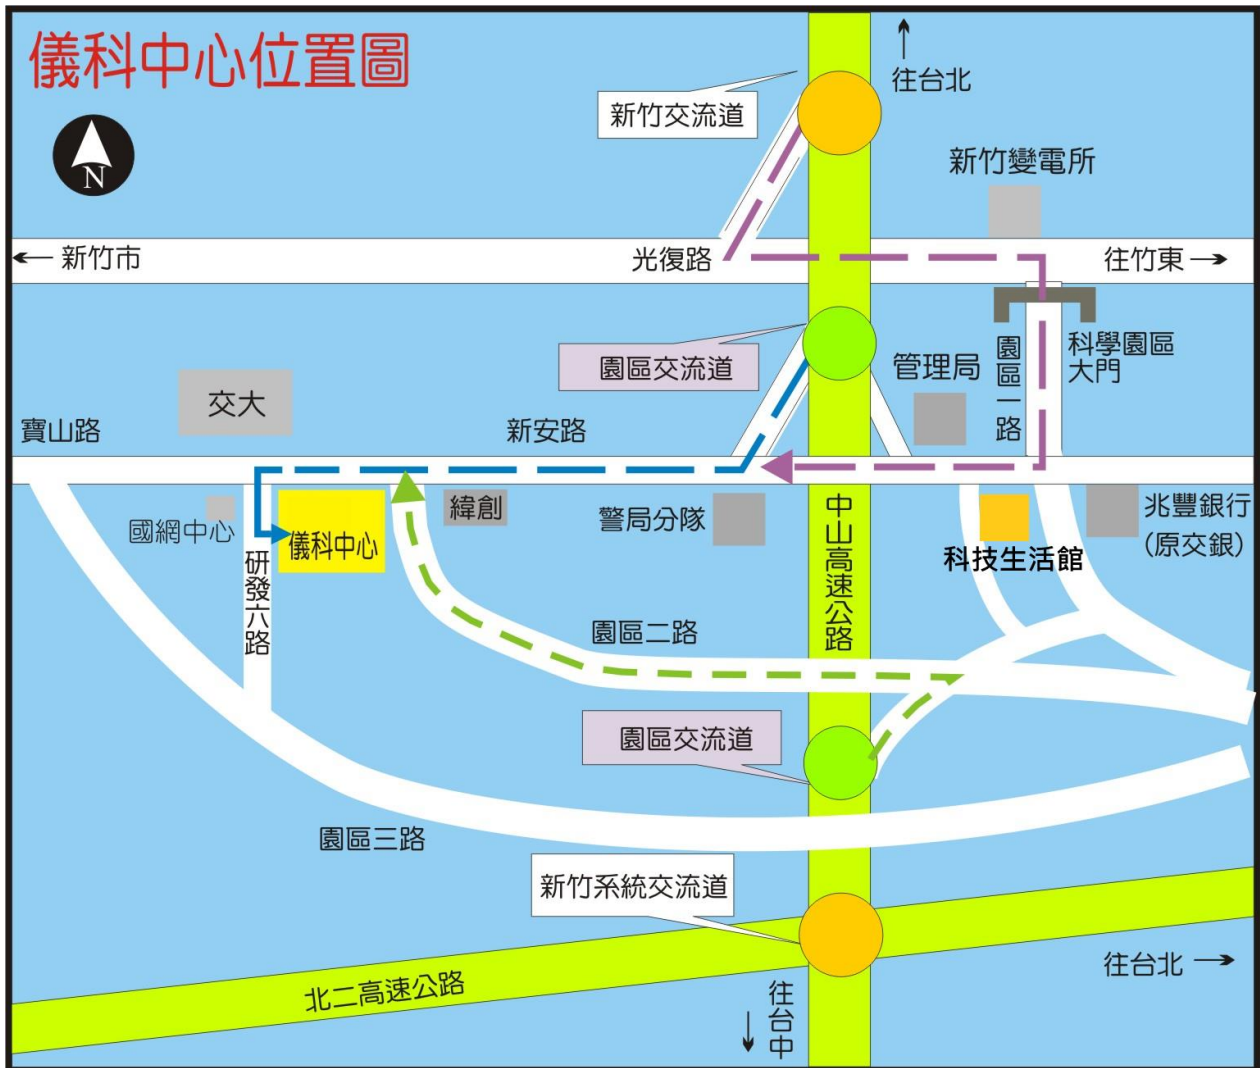 儀科中心位置圖
往台北
新竹交流道
N
新竹變電所
新竹市
光復路
往竹東
園區交流道
管理局
園區一路
科學園區
大門
交大
寶山路
新安路
國網中心
儀科中心
緯創
警局分隊
中山高速公路
科技生活館
兆豐銀行
(原交銀)
研發六路
園區二路
園區交流道
園區三路
新竹系統交流道
北二高速公路
往台中
往台北